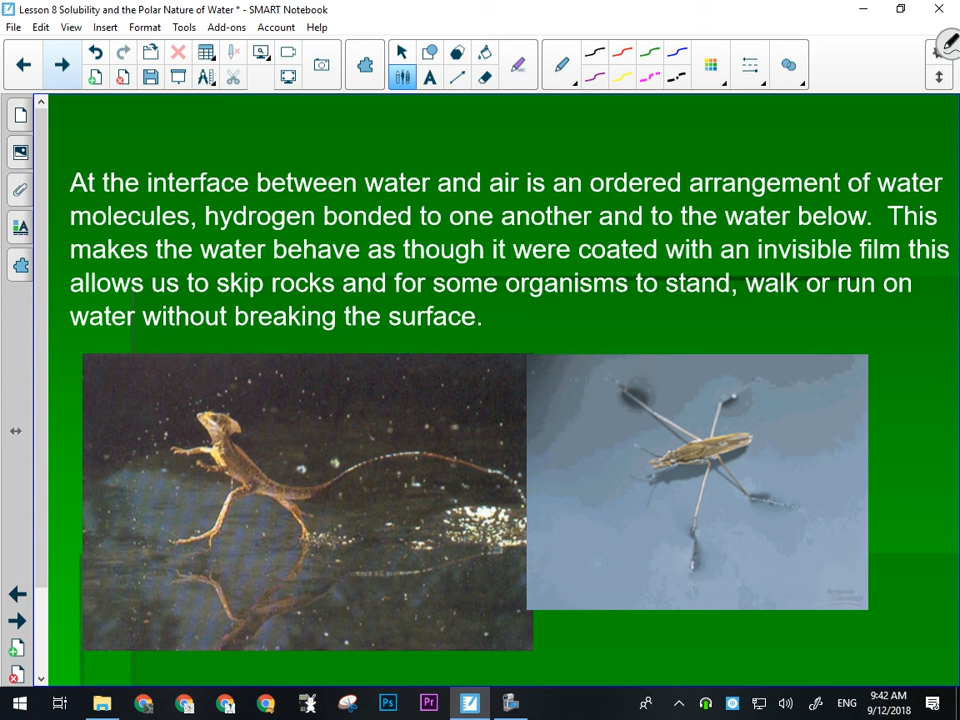 Lesson 8 Solubility and the Polar Nature of Water * - SMART Notebook
File Edit View Insert Format Tools Add-ons Account Help
At the interface between water and air is an ordered arrangement of water
molecules, hydrogen bonded to one another and to the water below.  This
makes the water behave as though it were coated with an invisible film this
allows us to skip rocks and for some organisms to stand, walk or run on
water without breaking the surface.
Ps Pr ENG
9:42 AM
9/12/2018